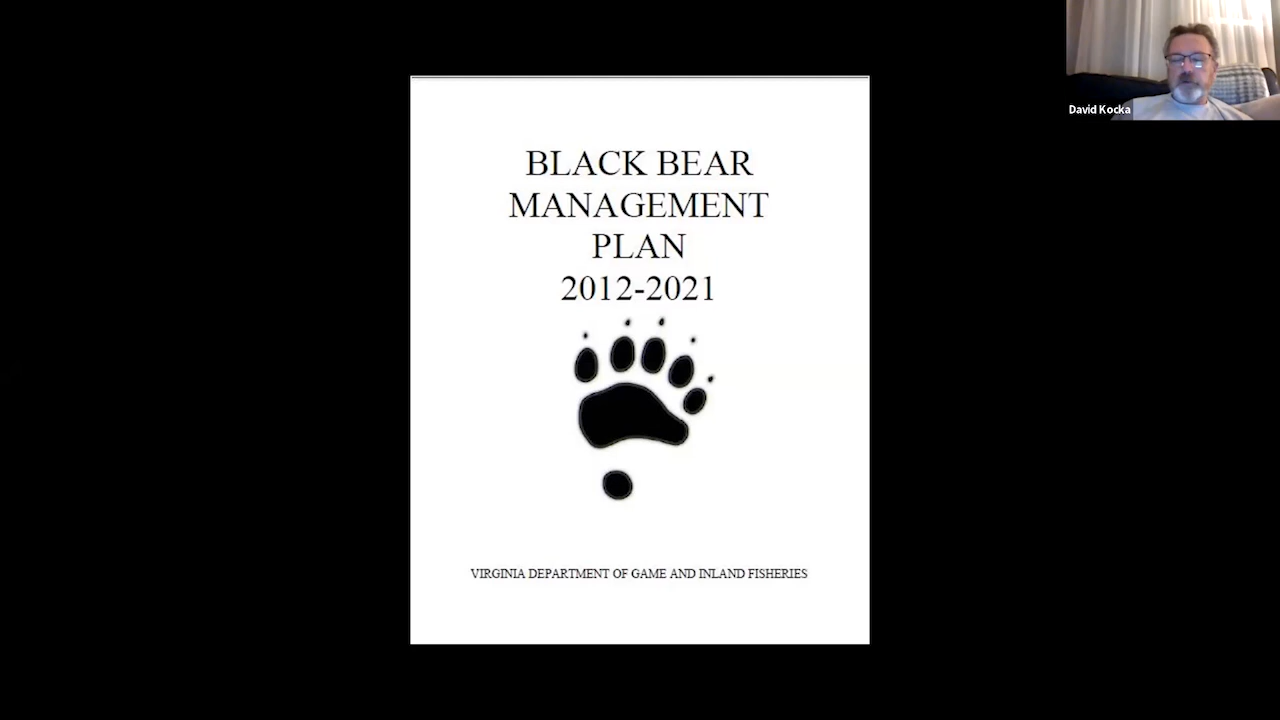 BLACK BEAR
MANAGEMENT
PLAN
2012-2021
VIRGINIA DEPARTMENT OF GAME AND INLAND FISHERIES
David Kocka